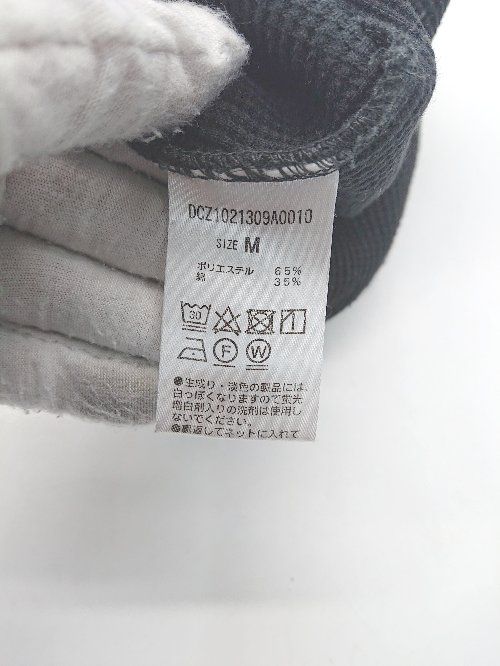 DCZ1021309A0010
SIZE M
ポリエステル 65%
綿 35%
30
F W
●生成り・淡色の製品には、
白っぽくなりますので蛍光
増白剤入りの洗剤は使用し
ないでください。
●裏返してネットに入れて